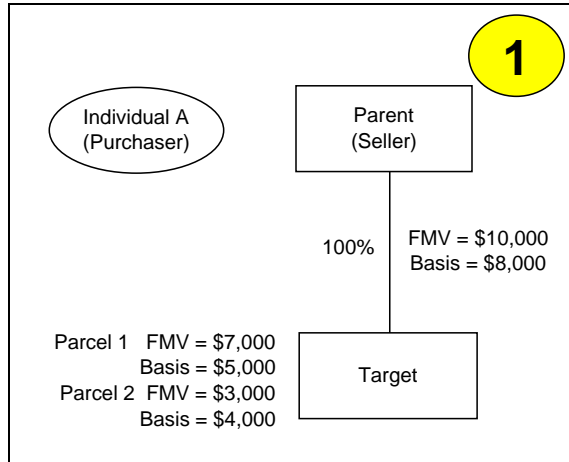 1
Individual A
(Purchaser)
Parent
(Seller)
100%
FMV = $10,000
Basis = $8,000
Parcel 1 FMV = $7,000
Basis = $5,000
Parcel 2 FMV = $3,000
Basis = $4,000
Target